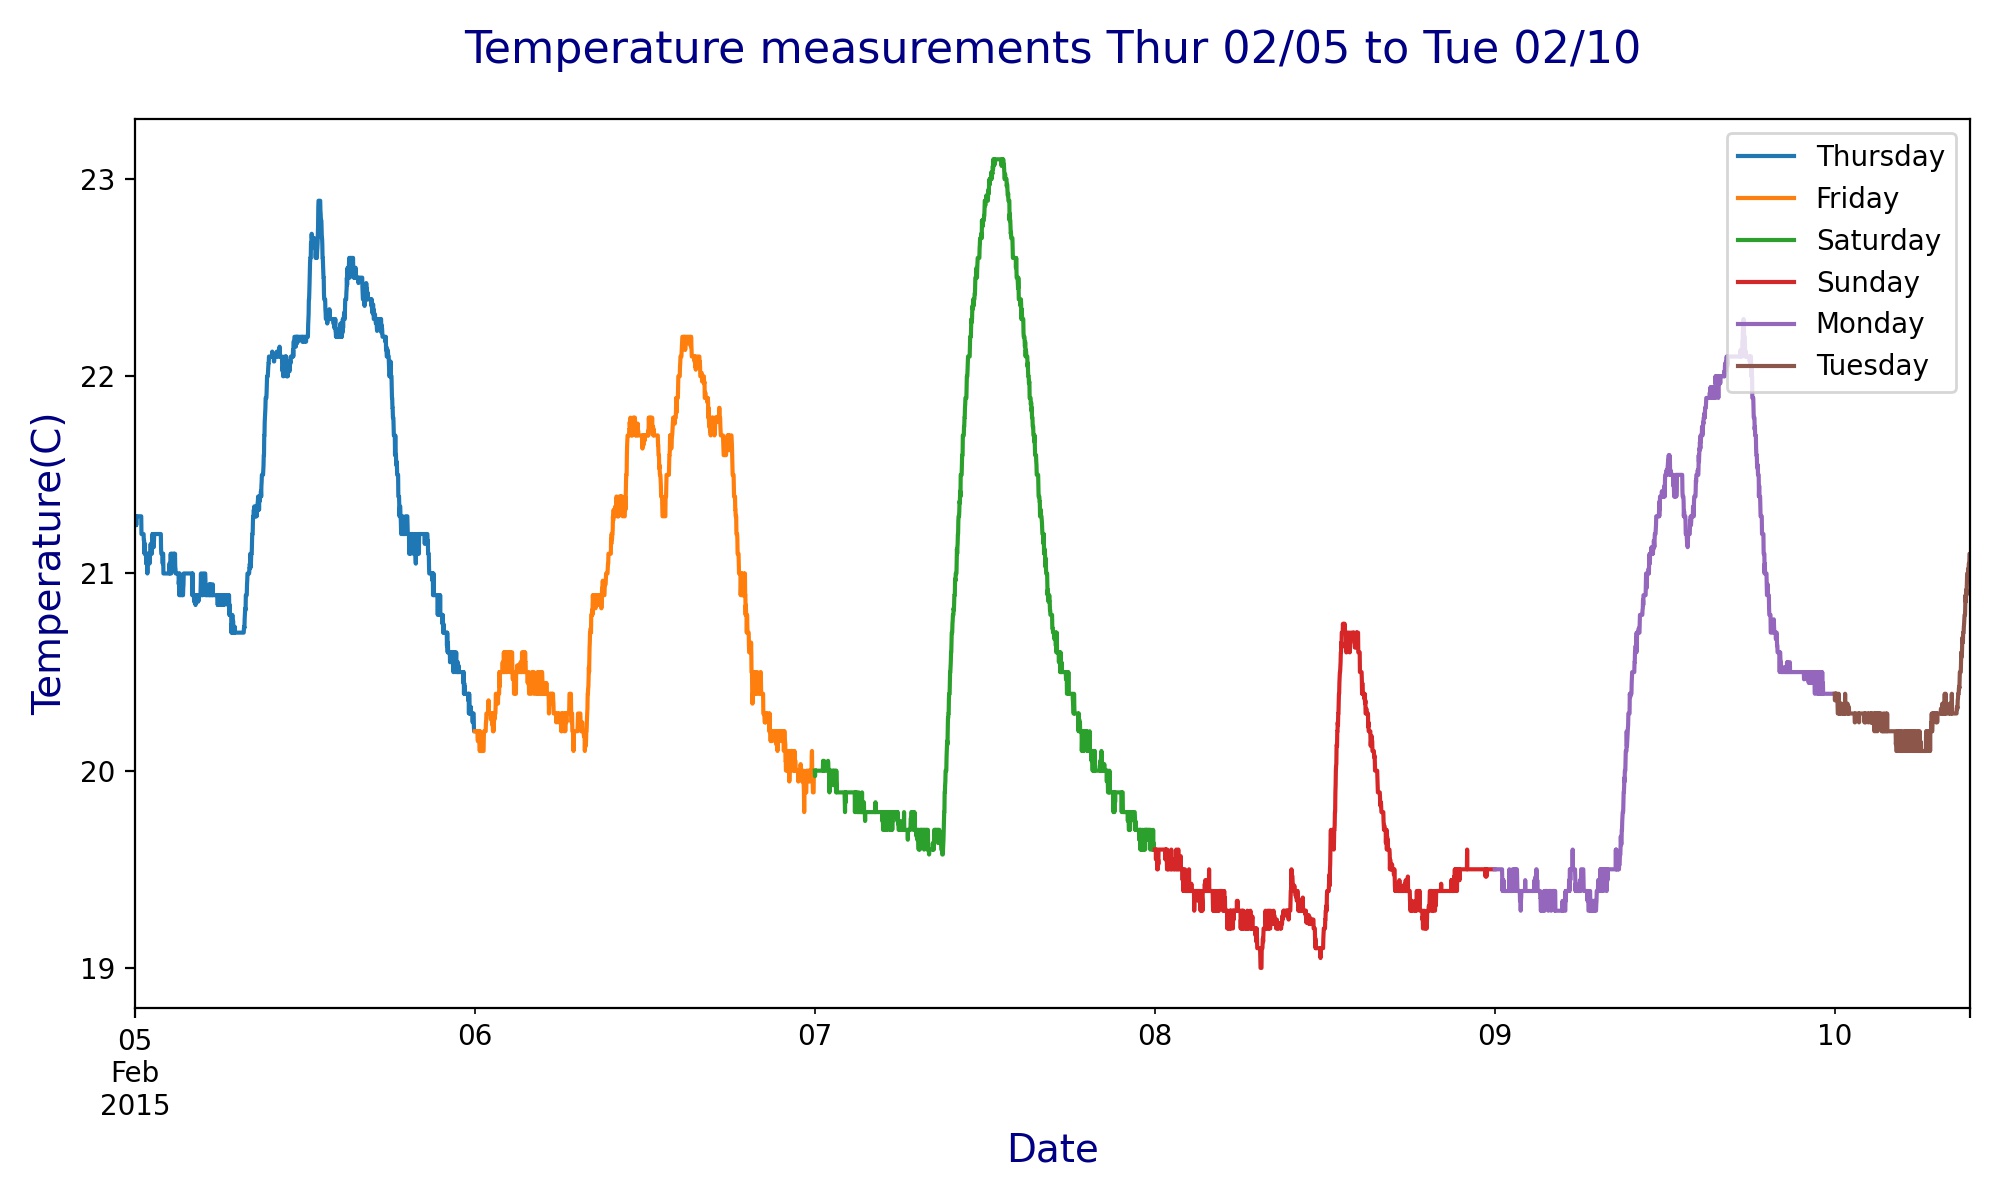 Temperature measurements Thur 02/05 to Tue 02/10
Thursday
Friday
Saturday
Sunday
Monday
Tuesday
Temperature(C)
23
22
21
20
19
05
Feb
2015
06
07
08
09
10
Date